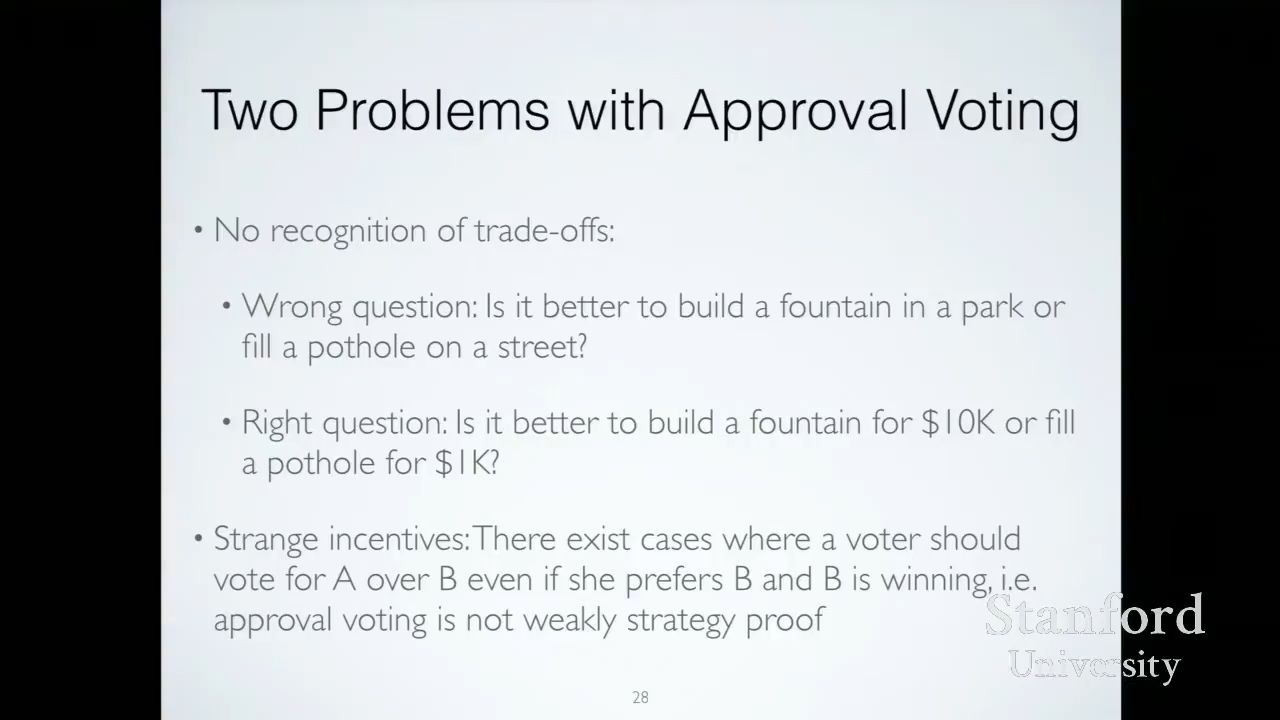 Two Problems with Approval Voting
• No recognition of trade-offs:
• Wrong question: Is it better to build a fountain in a park or
fill a pothole on a street?
• Right question: Is it better to build a fountain for $10K or fill
a pothole for $1K?
• Strange incentives: There exist cases where a voter should
vote for A over B even if she prefers B and B is winning, i.e.
approval voting is not weakly strategy proof
Stanford
University
28